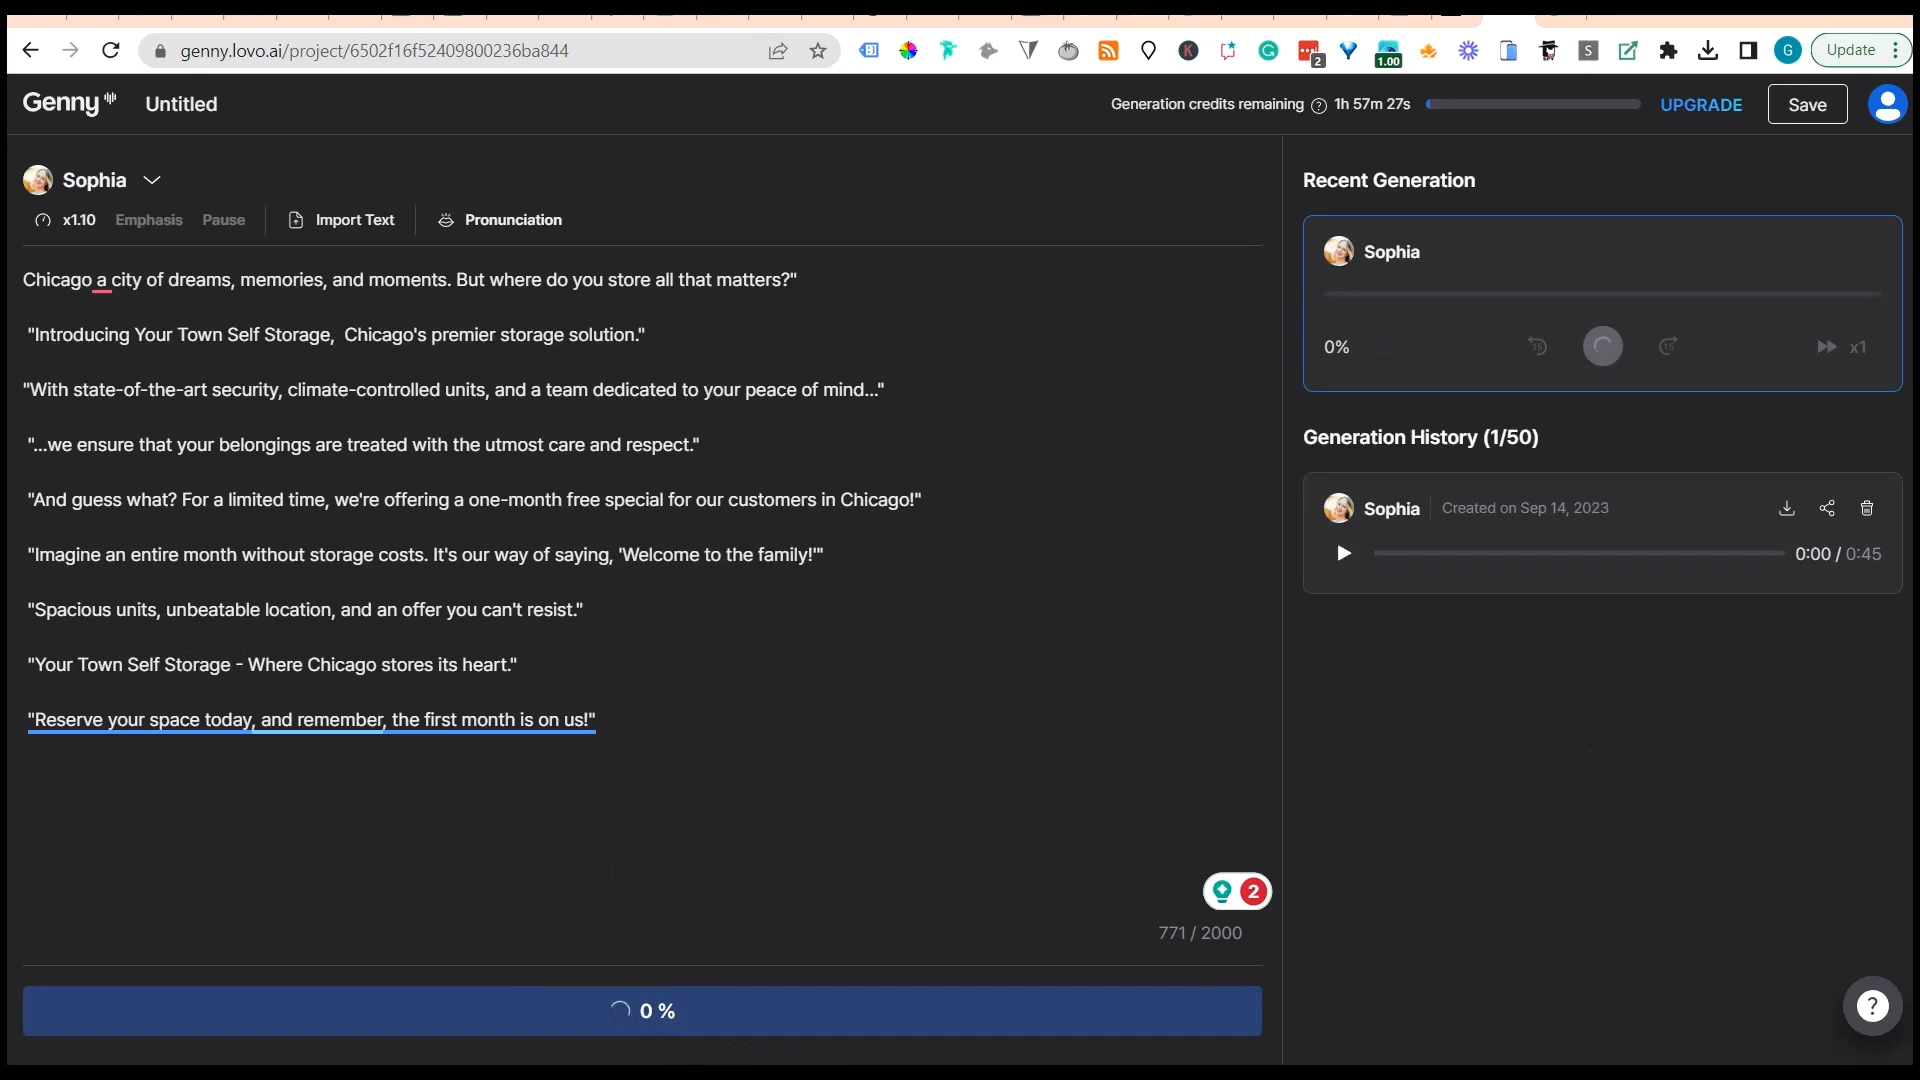 genny.lovo.ai/project/6502f16f52409800236ba844
2
1.00
K
G
S
G
Update
Genny
Untitled
Generation credits remaining ? 1h 57m 27s
UPGRADE
Save
Sophia
x1.10 Emphasis Pause Import Text Pronunciation
Chicago a city of dreams, memories, and moments. But where do you store all that matters?"
"Introducing Your Town Self Storage,  Chicago's premier storage solution."
"With state-of-the-art security, climate-controlled units, and a team dedicated to your peace of mind..."
"...we ensure that your belongings are treated with the utmost care and respect."
"And guess what? For a limited time, we're offering a one-month free special for our customers in Chicago!"
"Imagine an entire month without storage costs. It's our way of saying, 'Welcome to the family!'"
"Spacious units, unbeatable location, and an offer you can't resist."
"Your Town Self Storage - Where Chicago stores its heart."
"Reserve your space today, and remember, the first month is on us!"
2
771 / 2000
0 %
Recent Generation
Sophia
0%
15
15
x1
Generation History (1/50)
Sophia
Created on Sep 14, 2023
0:00 / 0:45
?